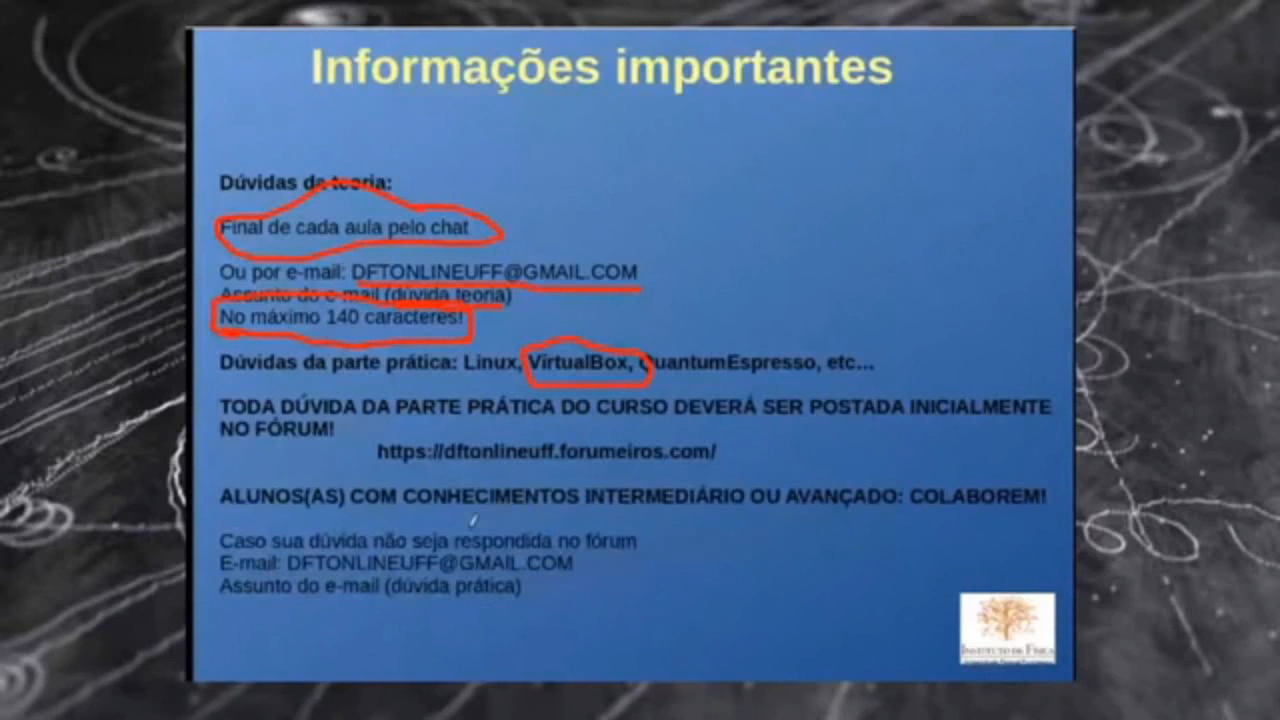 Informações importantes
Dúvidas da teoria:
Final de cada aula pelo chat
Ou por e-mail: DFTONLINEUFF@GMAIL.COM
Assunto do e-mail (dúvida teoria)
No máximo 140 caracteres!
Dúvidas da parte prática: Linux, VirtualBox, QuantumEspresso, etc...
TODA DÚVIDA DA PARTE PRÁTICA DO CURSO DEVERÁ SER POSTADA INICIALMENTE
NO FÓRUM!
https://dftonlineuff.forumeiros.com/
ALUNOS(AS) COM CONHECIMENTOS INTERMEDIÁRIO OU AVANÇADO: COLABOREM!
Caso sua dúvida não seja respondida no fórum
E-mail: DFTONLINEUFF@GMAIL.COM
Assunto do e-mail (dúvida prática)
INSTITUTO DE FÍSICA